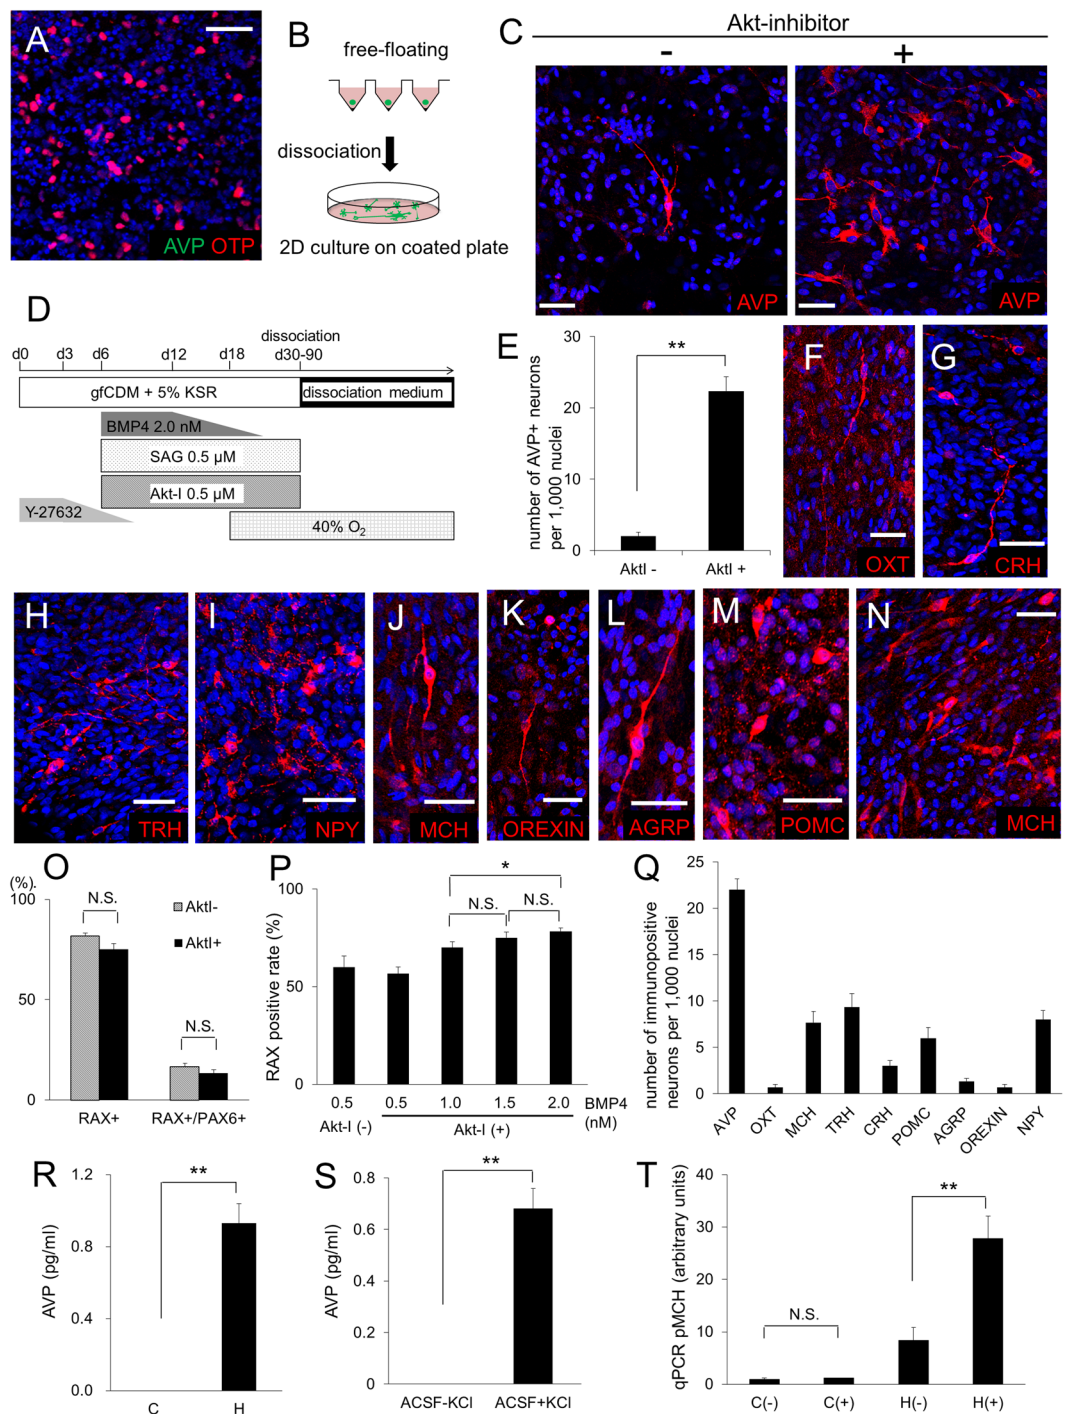 A
AVP OTP
B
free-floating
dissociation
2D culture on coated plate
C
Akt-inhibitor
- +
AVP
AVP
D
dissociation
d0 d3 d6 d12 d18 d30-90
gfCDM + 5% KSR
dissociation medium
BMP4 2.0 nM
SAG 0.5 µM
Akt-I 0.5 µM
Y-27632
40% O2
E
number of AVP+ neurons
per 1,000 nuclei
30
20
10
0
**
AktI - AktI +
F
OXT
G
CRH
H
TRH
I
NPY
J
MCH
K
OREXIN
L
AGRP
M
POMC
N
MCH
O
(%).
100
50
0
N.S.
N.S.
AktI-
AktI+
RAX+ RAX+/PAX6+
P
RAX positive rate (%)
100
50
0
*
N.S. N.S.
0.5 0.5 1.0 1.5 2.0 BMP4
(nM)
Akt-I (-) Akt-I (+)
Q
number of immunopositive
neurons per 1,000 nuclei
25
20
15
10
5
0
AVP
OXT
MCH
TRH
CRH
POMC
AGRP
OREXIN
NPY
R
AVP (pg/ml)
1.2
0.8
0.4
0.0
**
C H
S
AVP (pg/ml)
0.8
0.6
0.4
0.2
0
**
ACSF-KCl ACSF+KCl
T
qPCR pMCH (arbitrary units)
40
30
20
10
0
N.S.
**
C(-) C(+) H(-) H(+)